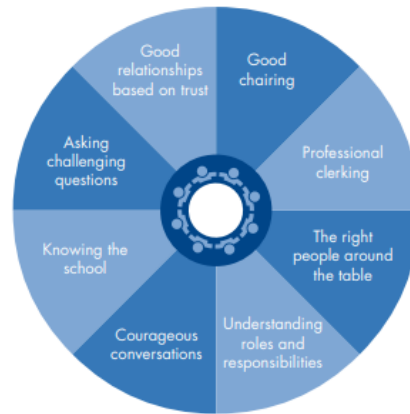 Good
relationships
based on trust
Good
chairing
Professional
clerking
The right
people around
the table
Understanding
roles and
responsibilities
Courageous
conversations
Knowing the
school
Asking
challenging
questions